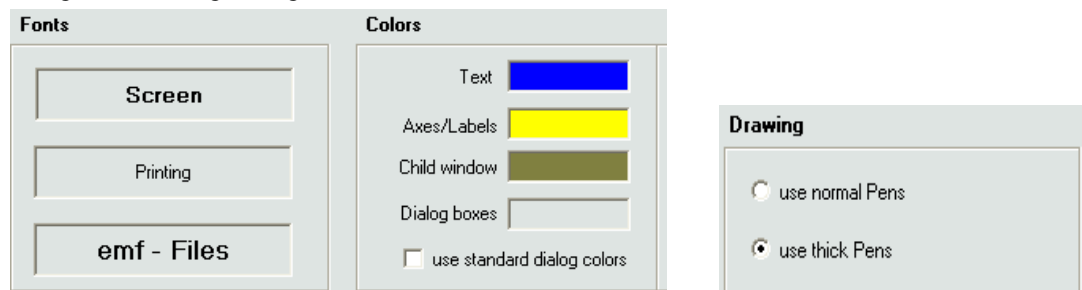 Fonts
Screen
Printing
emf - Files
Colors
Text
Axes/Labels
Child window
Dialog boxes
use standard dialog colors
Drawing
use normal Pens
use thick Pens